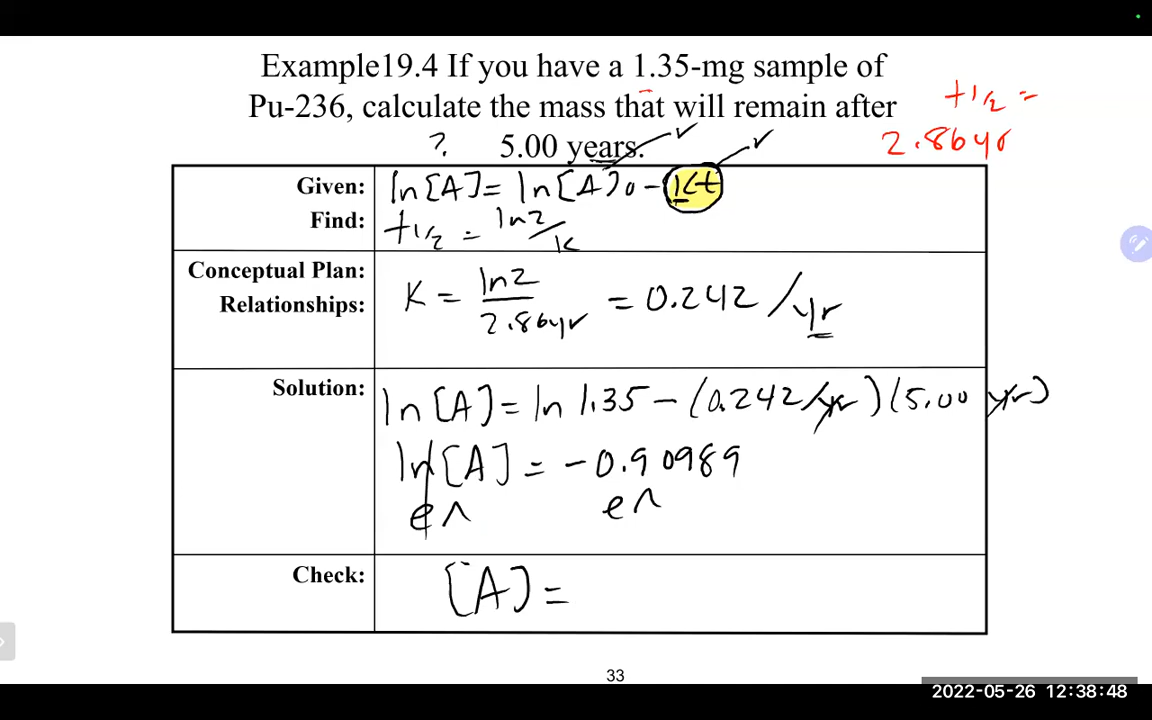 Example19.4 If you have a 1.35-mg sample of
Pu-236, calculate the mass that will remain after
5.00 years.
t1/2 =
2.86yr
?
Given:
Find:
ln[A] = ln[A]0 - kt
t1/2 = ln2/k
Conceptual Plan:
Relationships:
K = ln2 / 2.86yr = 0.242 /yr
Solution:
ln[A] = ln 1.35 - (0.242/yr)(5.00 yr)
ln[A] = -0.90989
e^ e^
Check:
[A] =
33
2022-05-26 12:38:48